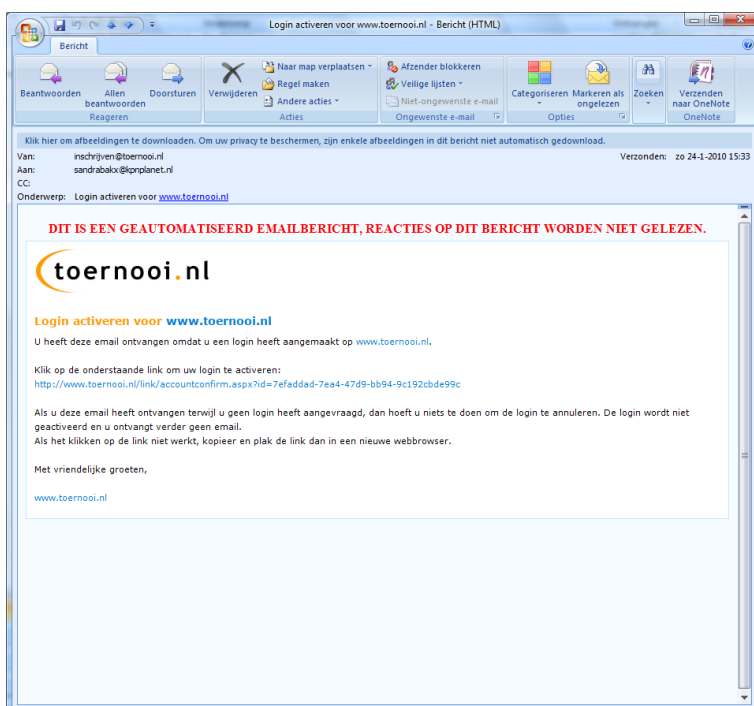 Login activeren voor www.toernooi.nl - Bericht (HTML)
Bericht
Beantwoorden
Allen beantwoorden
Doorsturen
Reageren
Verwijderen
Naar map verplaatsen
Regel maken
Andere acties
Acties
Afzender blokkeren
Veilige lijsten
Niet-ongewenste e-mail
Ongewenste e-mail
Categoriseren
Markeren als ongelezen
Opties
Zoeken
Verzenden naar OneNote
OneNote
Klik hier om afbeeldingen te downloaden. Om uw privacy te beschermen, zijn enkele afbeeldingen in dit bericht niet automatisch gedownload.
Van: inschrijven@toernooi.nl Verzonden: zo 24-1-2010 15:33
Aan: sandrabakx@kpnplanet.nl
CC:
Onderwerp: Login activeren voor www.toernooi.nl
DIT IS EEN GEAUTOMATISEERD EMAILBERICHT, REACTIES OP DIT BERICHT WORDEN NIET GELEZEN.
toernooi.nl
Login activeren voor www.toernooi.nl
U heeft deze email ontvangen omdat u een login heeft aangemaakt op www.toernooi.nl.
Klik op de onderstaande link om uw login te activeren:
http://www.toernooi.nl/link/accountconfirm.aspx?id=7efaddad-7ea4-47d9-bb94-9c192cbde99c
Als u deze email heeft ontvangen terwijl u geen login heeft aangevraagd, dan hoeft u niets te doen om de login te annuleren. De login wordt niet
geactiveerd en u ontvangt verder geen email.
Als het klikken op de link niet werkt, kopieer en plak de link dan in een nieuwe webbrowser.
Met vriendelijke groeten,
www.toernooi.nl